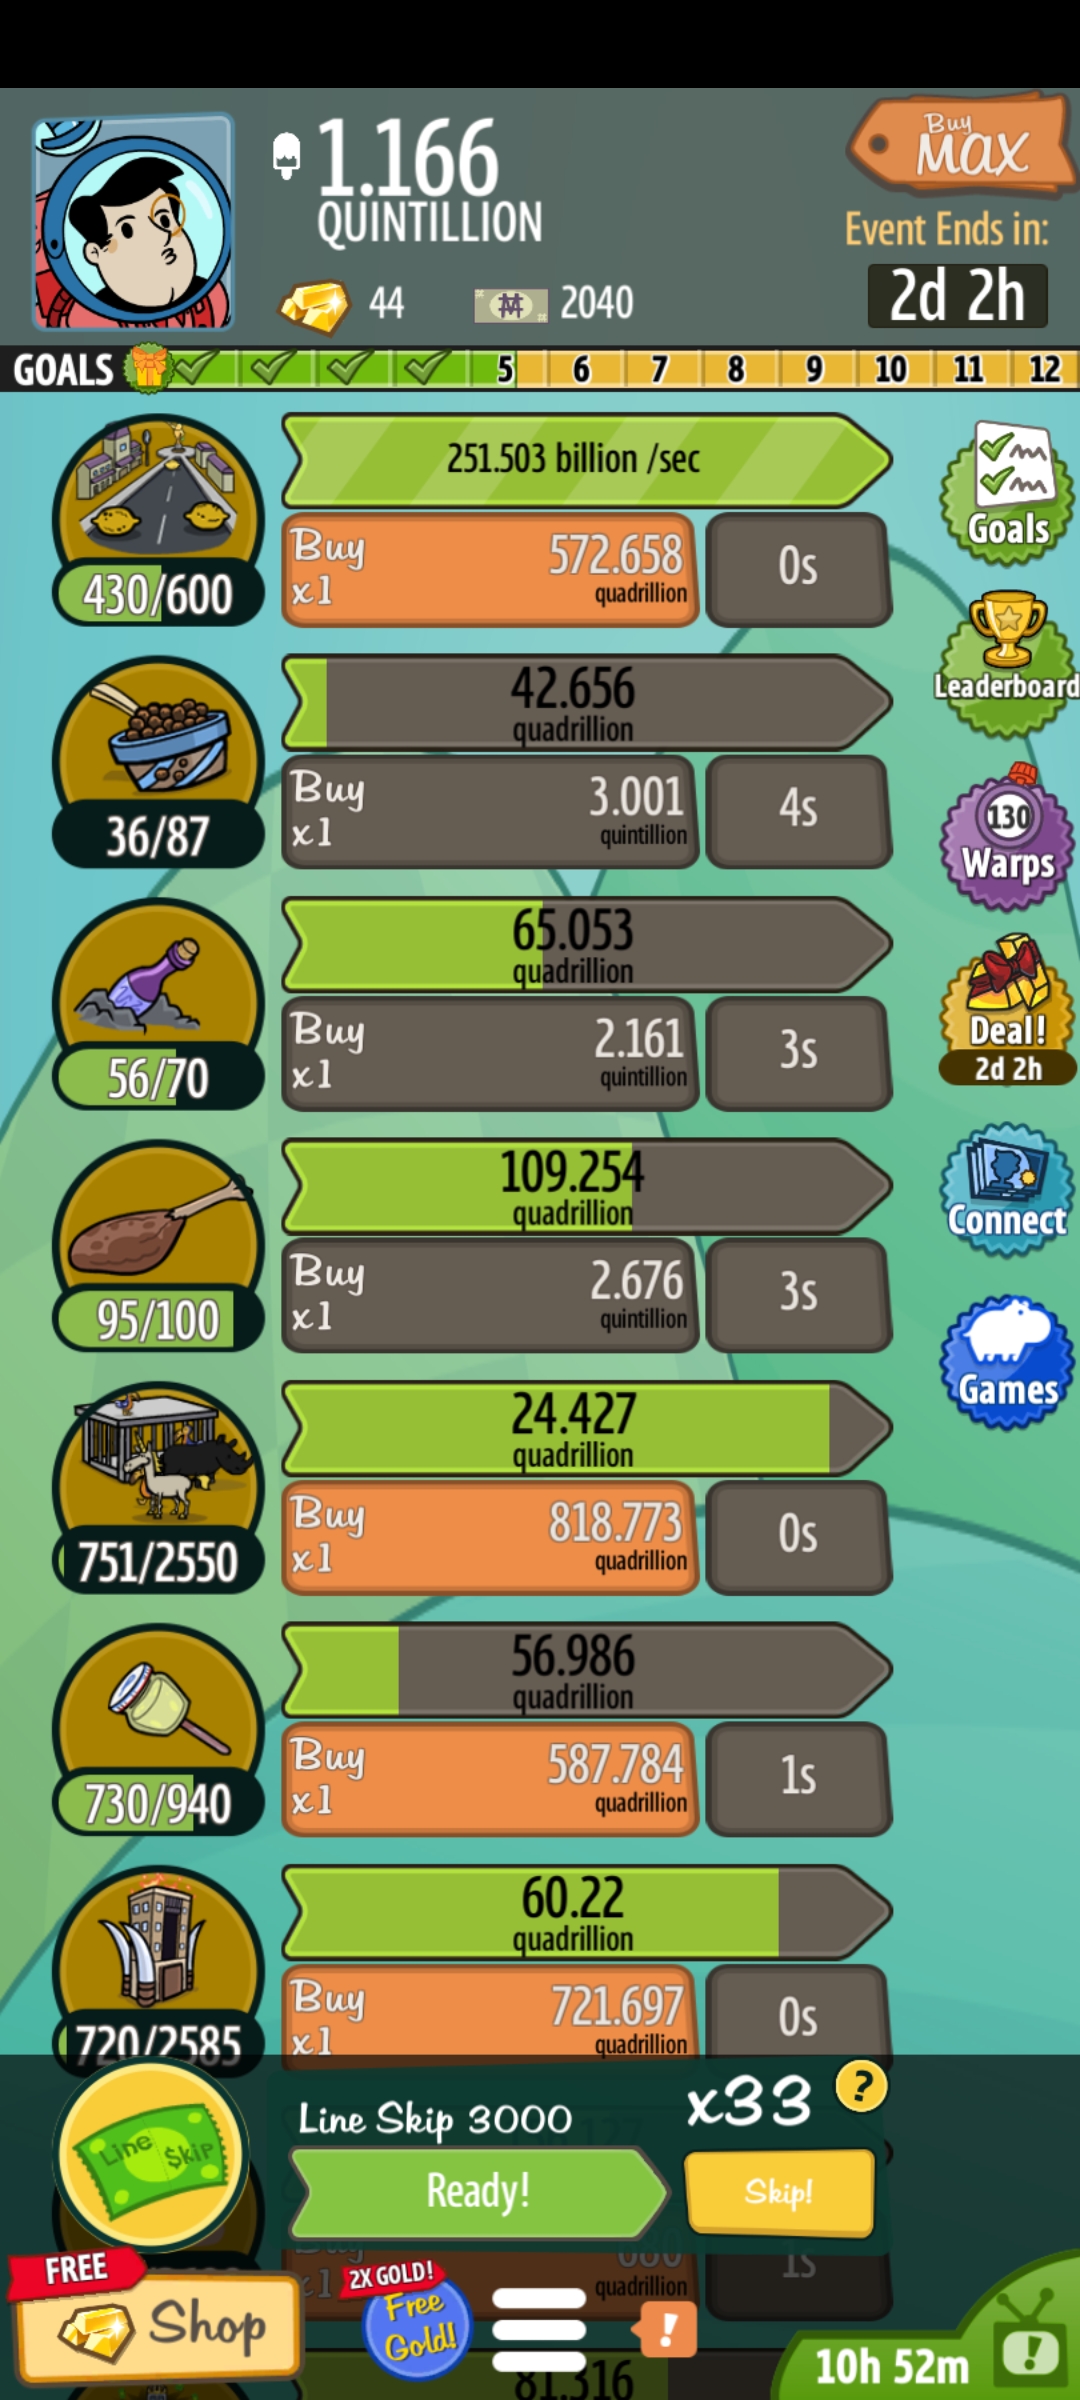 1.166
QUINTILLION
Buy
MAX
Event Ends in:
2d 2h
44
2040
GOALS 5 6 7 8 9 10 11 12
251.503 billion /sec
Buy
x1
572.658
quadrillion
0s
430/600
Goals
Leaderboard
42.656
quadrillion
Buy
x1
3.001
quintillion
4s
36/87
130
Warps
65.053
quadrillion
Buy
x1
2.161
quintillion
3s
56/70
Deal!
2d 2h
109.254
quadrillion
Buy
x1
2.676
quintillion
3s
95/100
Connect
Games
24.427
quadrillion
Buy
x1
818.773
quadrillion
0s
751/2550
56.986
quadrillion
Buy
x1
587.784
quadrillion
1s
730/940
60.22
quadrillion
Buy
x1
721.697
quadrillion
0s
720/2585
Line Skip
Line Skip 3000
x33
?
Ready!
Skip!
Buy
x1
quadrillion
1s
FREE
Shop
2X GOLD!
Free
Gold!
!
10h 52m
!
81.316